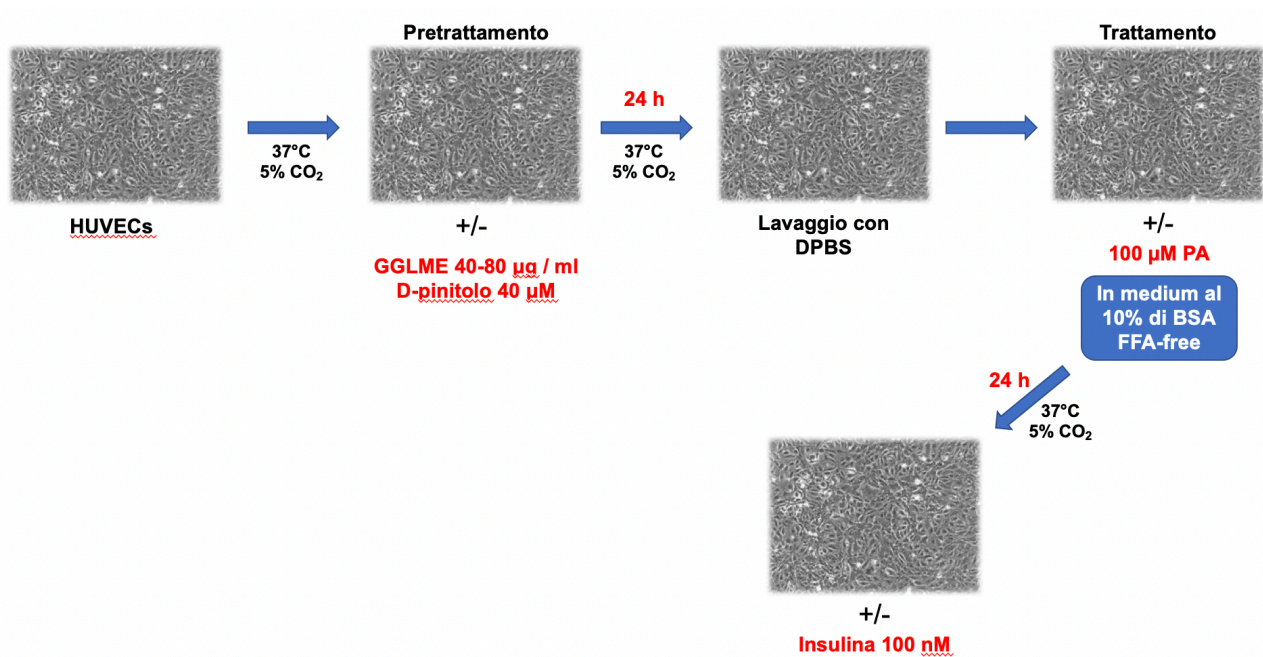 Pretrattamento
Trattamento
24 h
37°C
5% CO₂
37°C
5% CO₂
HUVECs
+/-
GGLME 40-80 µg / ml
D-pinitolo 40 µM
Lavaggio con
DPBS
+/-
100 µM PA
In medium al
10% di BSA
FFA-free
24 h
37°C
5% CO₂
+/-
Insulina 100 nM